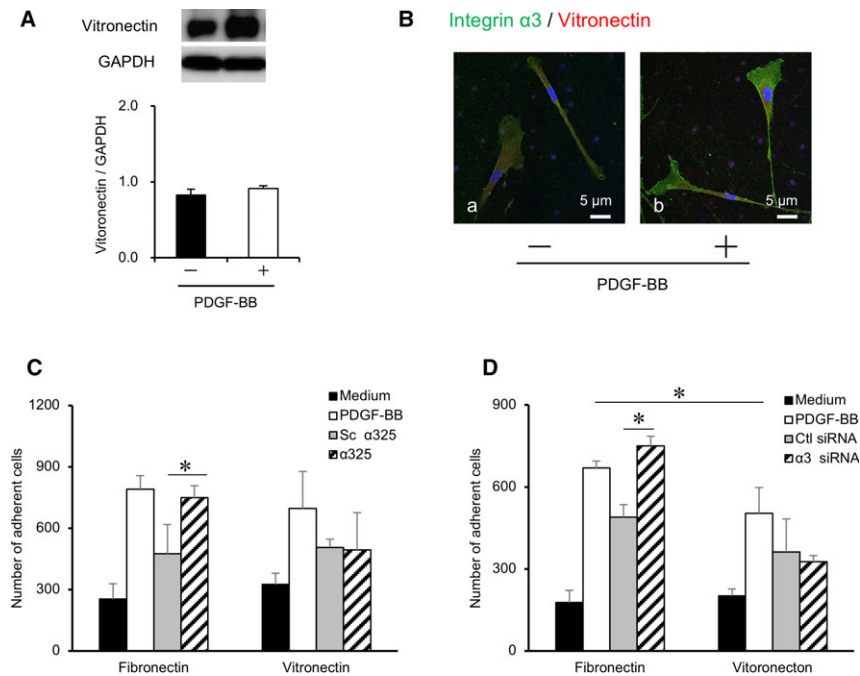 A
Vitronectin
GAPDH
Vitoronectin / GAPDH
2.0
1.0
0.0
— +
PDGF-BB
B
Integrin α3 / Vitronectin
a 5 µm
b 5 µm
— +
PDGF-BB
C
Number of adherent cells
1200
900
600
300
0
Medium
PDGF-BB
Sc α325
α325
*
Fibronectin Vitronectin
D
Number of adherent cells
900
600
300
0
Medium
PDGF-BB
Ctl siRNA
α3 siRNA
*
*
Fibronectin Vitoronecton